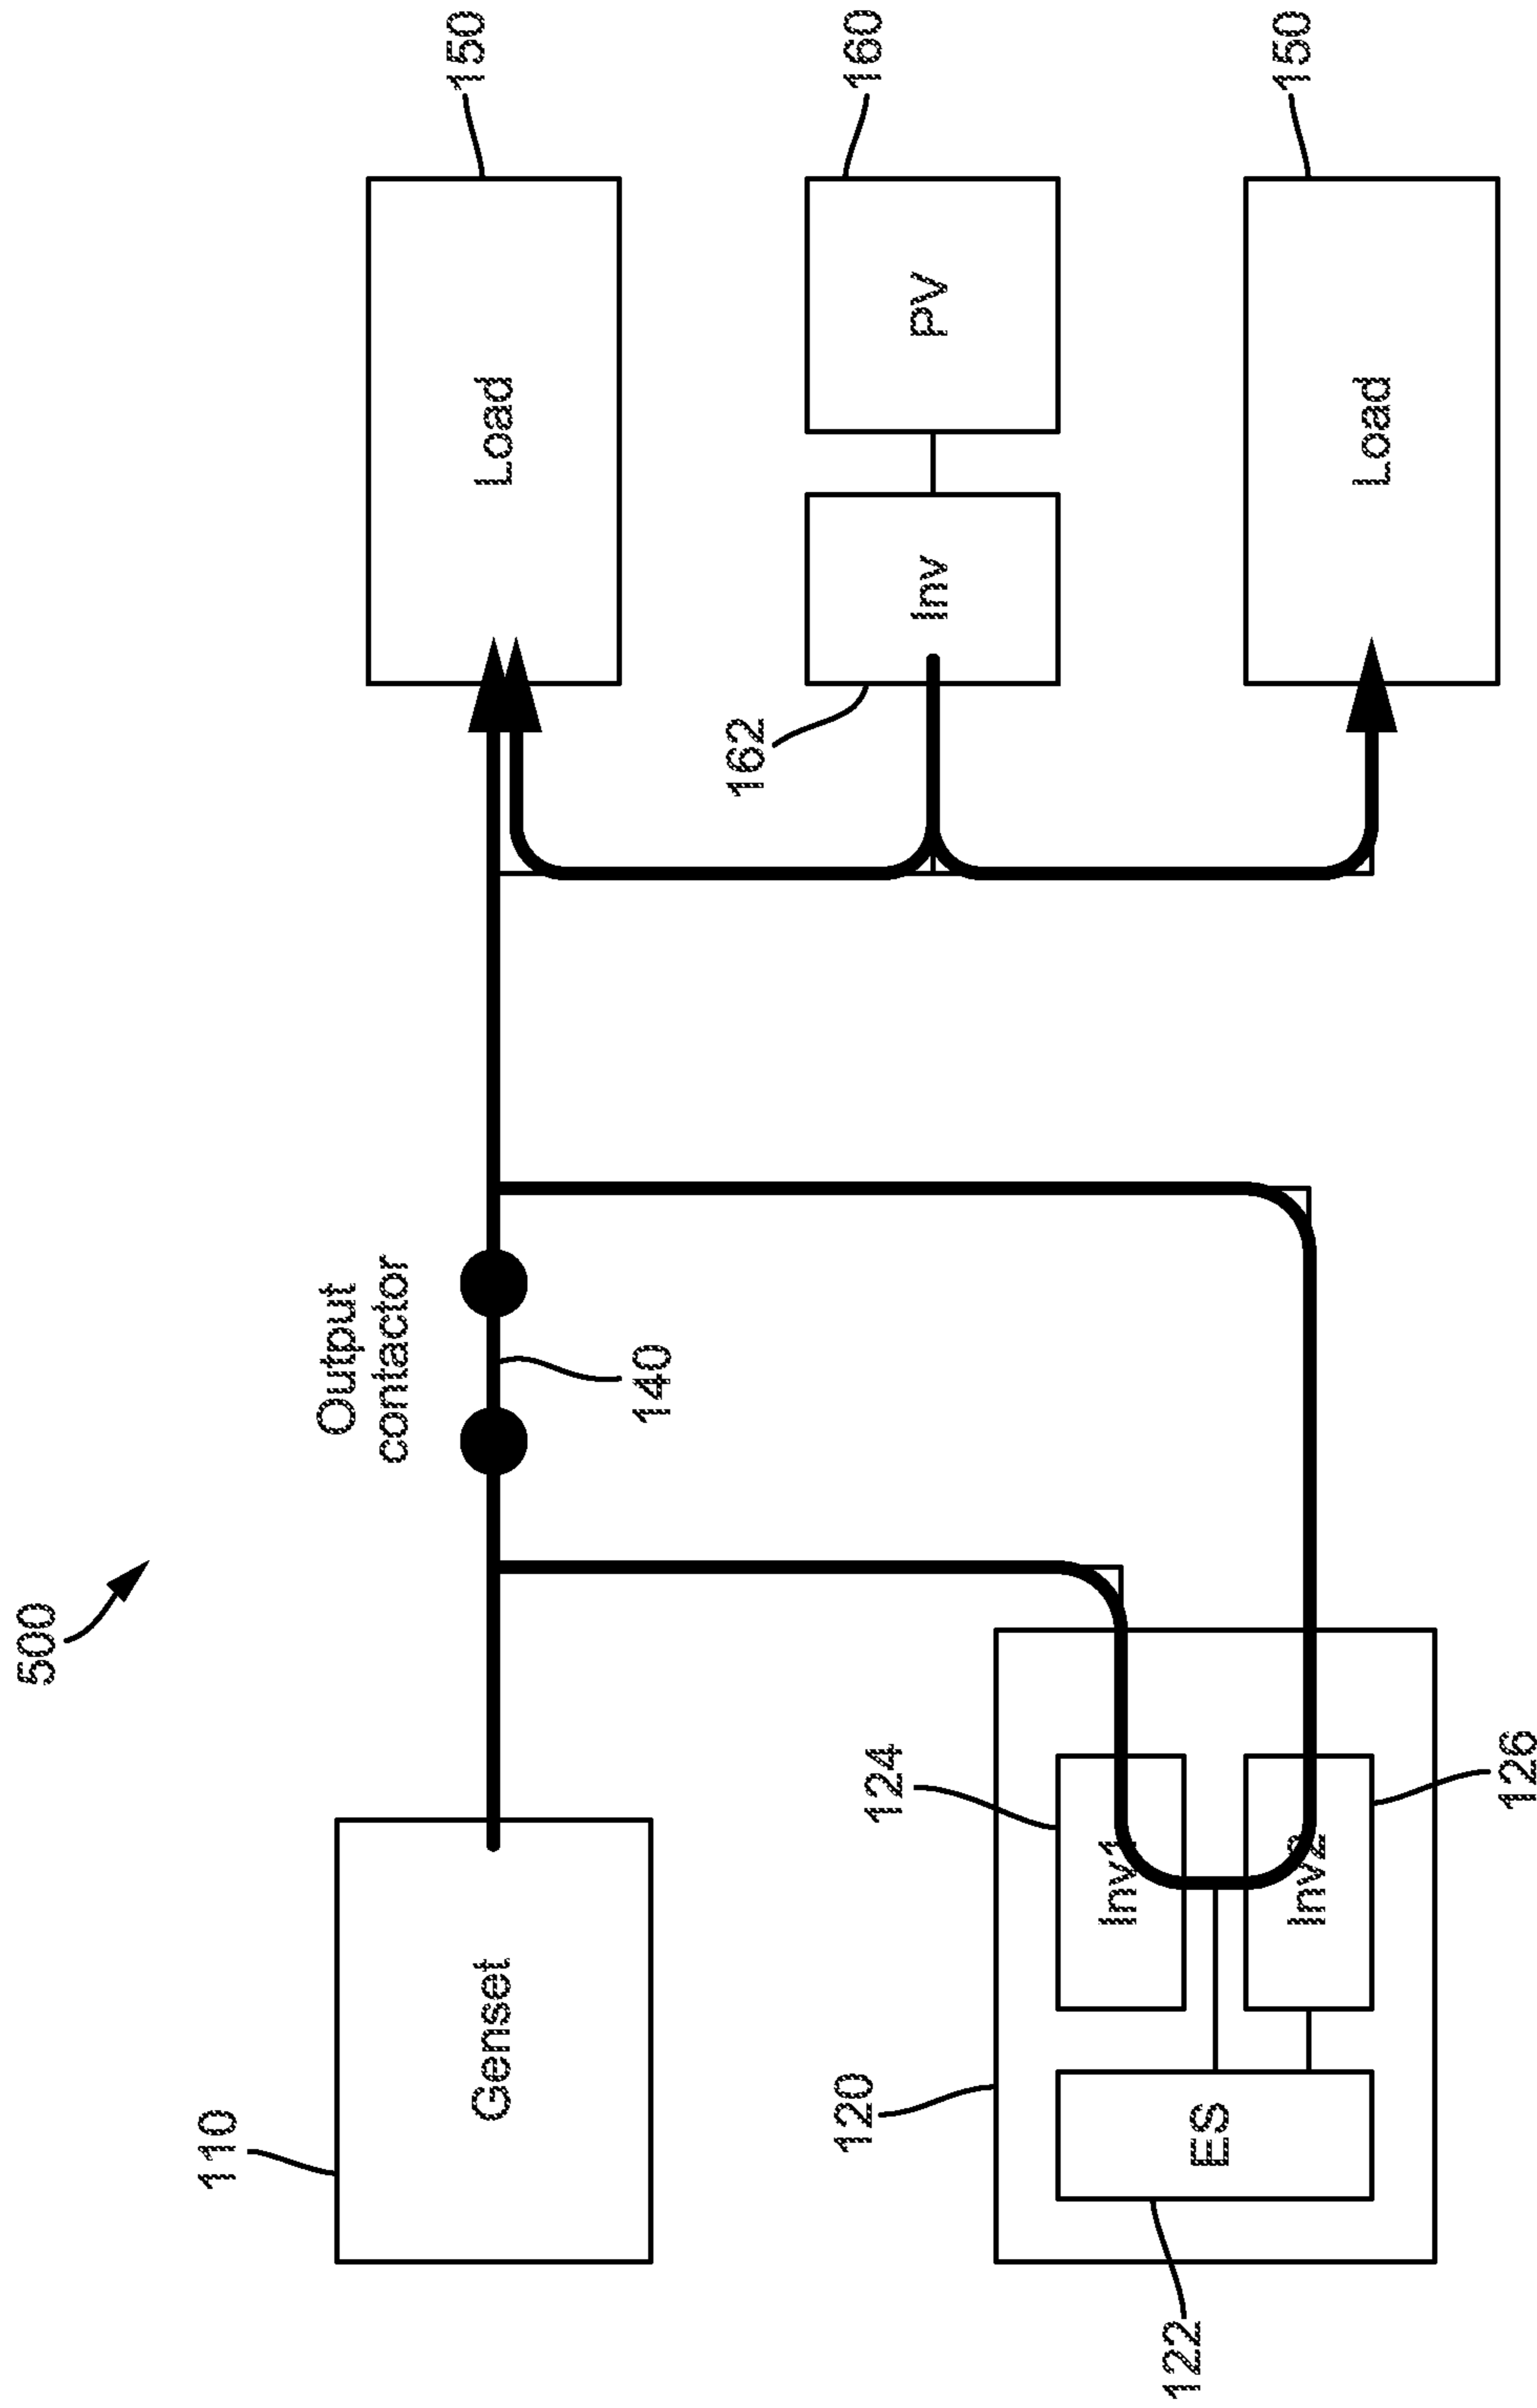 500
Output
contactor
110
Genset
140
Load
150
162
Inv
PV
160
120
124
Inv1
ES
Inv2
122
126
Load
150